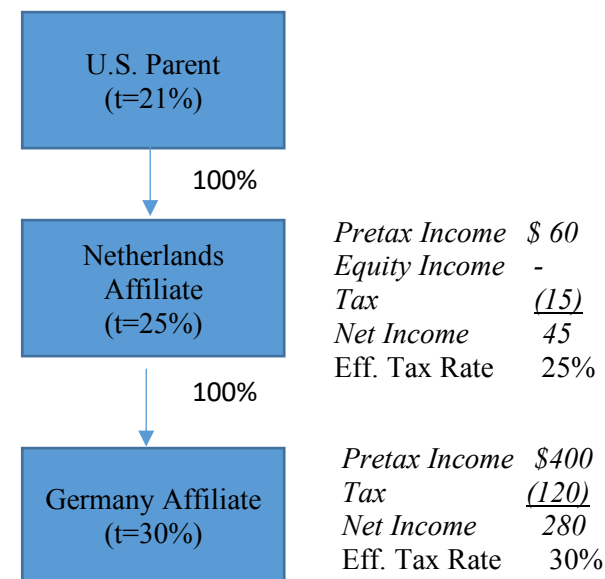 U.S. Parent
(t=21%)
100%
Netherlands
Affiliate
(t=25%)
Pretax Income $ 60
Equity Income -
Tax (15)
Net Income 45
Eff. Tax Rate 25%
100%
Germany Affiliate
(t=30%)
Pretax Income $400
Tax (120)
Net Income 280
Eff. Tax Rate 30%